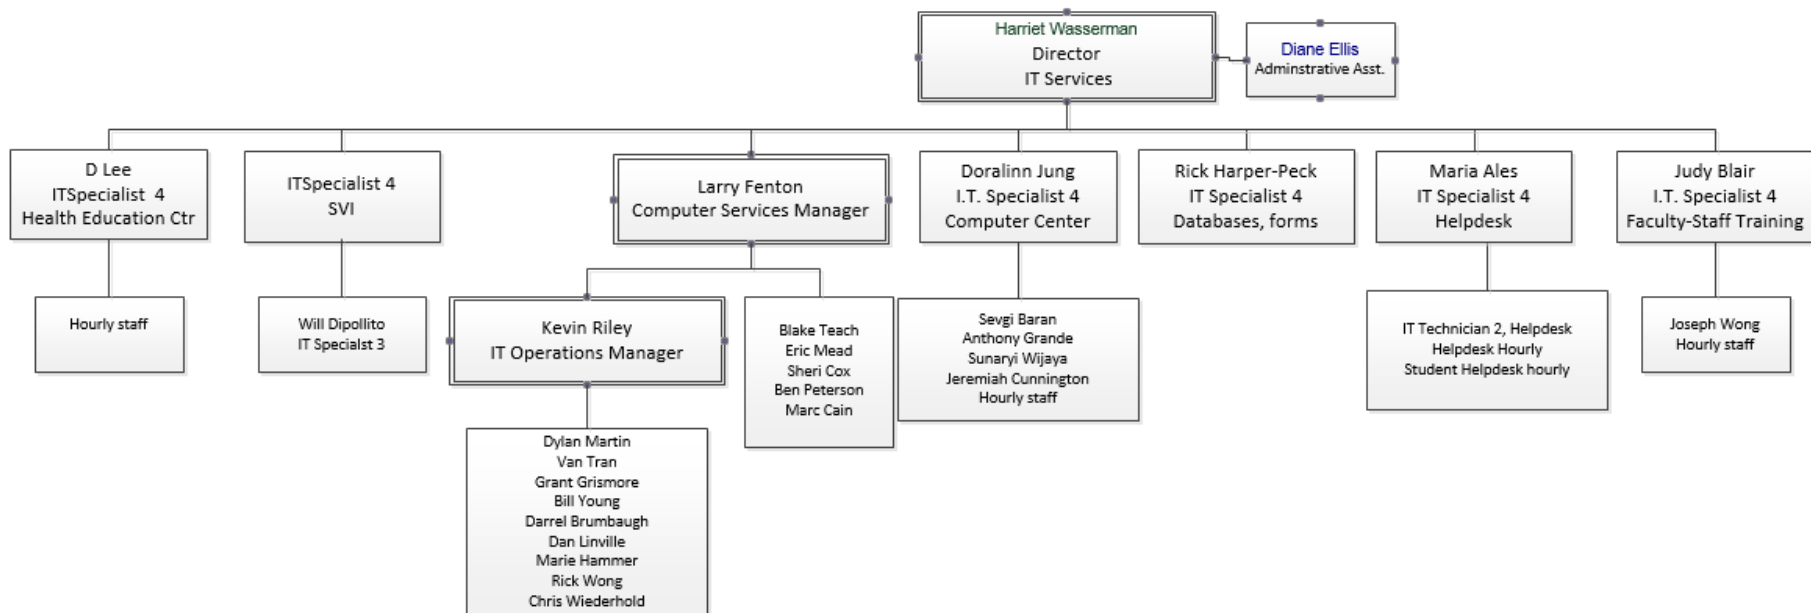 Harriet Wasserman
Director
IT Services
Diane Ellis
Adminstrative Asst.
D Lee
ITSpecialist  4
Health Education Ctr
ITSpecialist 4
SVI
Larry Fenton
Computer Services Manager
Doralinn Jung
I.T. Specialist 4
Computer Center
Rick Harper-Peck
IT Specialist 4
Databases, forms
Maria Ales
IT Specialist 4
Helpdesk
Judy Blair
I.T. Specialist 4
Faculty-Staff Training
Hourly staff
Will Dipollito
IT Specialst 3
Kevin Riley
IT Operations Manager
Blake Teach
Eric Mead
Sheri Cox
Ben Peterson
Marc Cain
Sevgi Baran
Anthony Grande
Sunaryi Wijaya
Jeremiah Cunnington
Hourly staff
IT Technician 2, Helpdesk
Helpdesk Hourly
Student Helpdesk hourly
Joseph Wong
Hourly staff
Dylan Martin
Van Tran
Grant Grismore
Bill Young
Darrel Brumbaugh
Dan Linville
Marie Hammer
Rick Wong
Chris Wiederhold